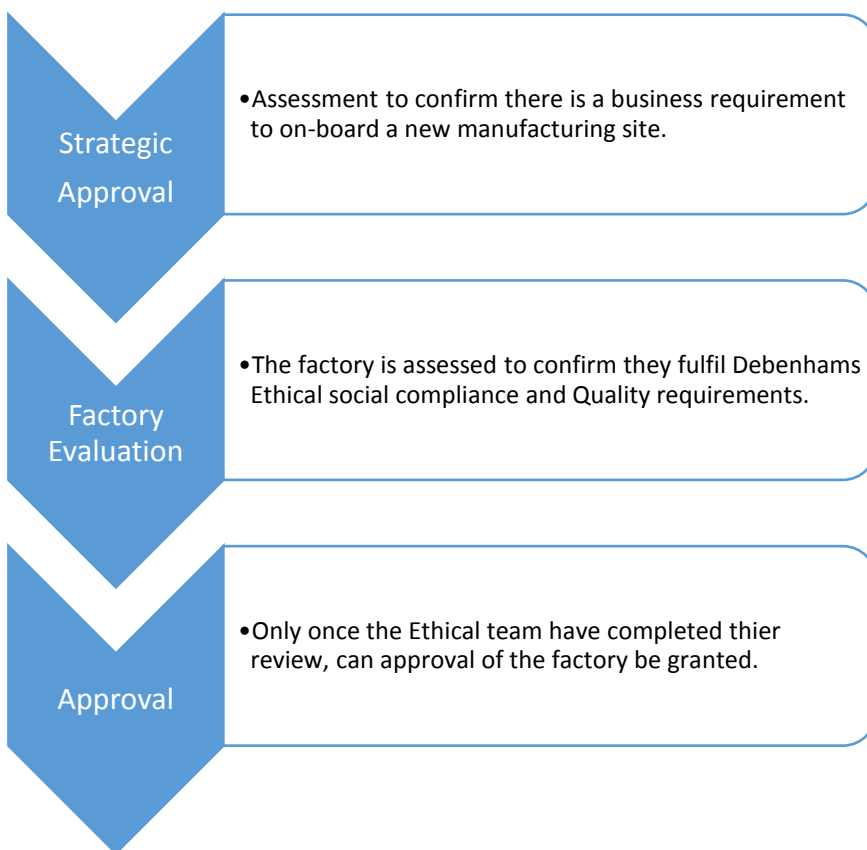 Strategic
Approval
•Assessment to confirm there is a business requirement
to on-board a new manufacturing site.
Factory
Evaluation
•The factory is assessed to confirm they fulfil Debenhams
Ethical social compliance and Quality requirements.
Approval
•Only once the Ethical team have completed thier
review, can approval of the factory be granted.